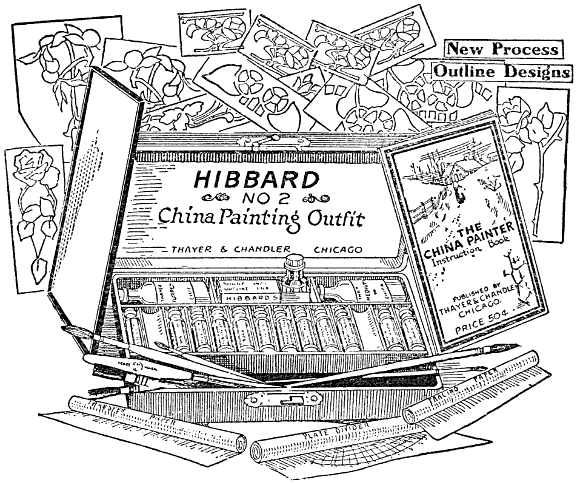 New Process
Outline Designs
HIBBARD
NO 2
China Painting Outfit
THAYER & CHANDLER CHICAGO
THE
CHINA PAINTER
Instruction Book
PUBLISHED BY
THAYER & CHANDLER
CHICAGO.
PRICE 50¢
HIBBARDS
PLATE DIVIDER